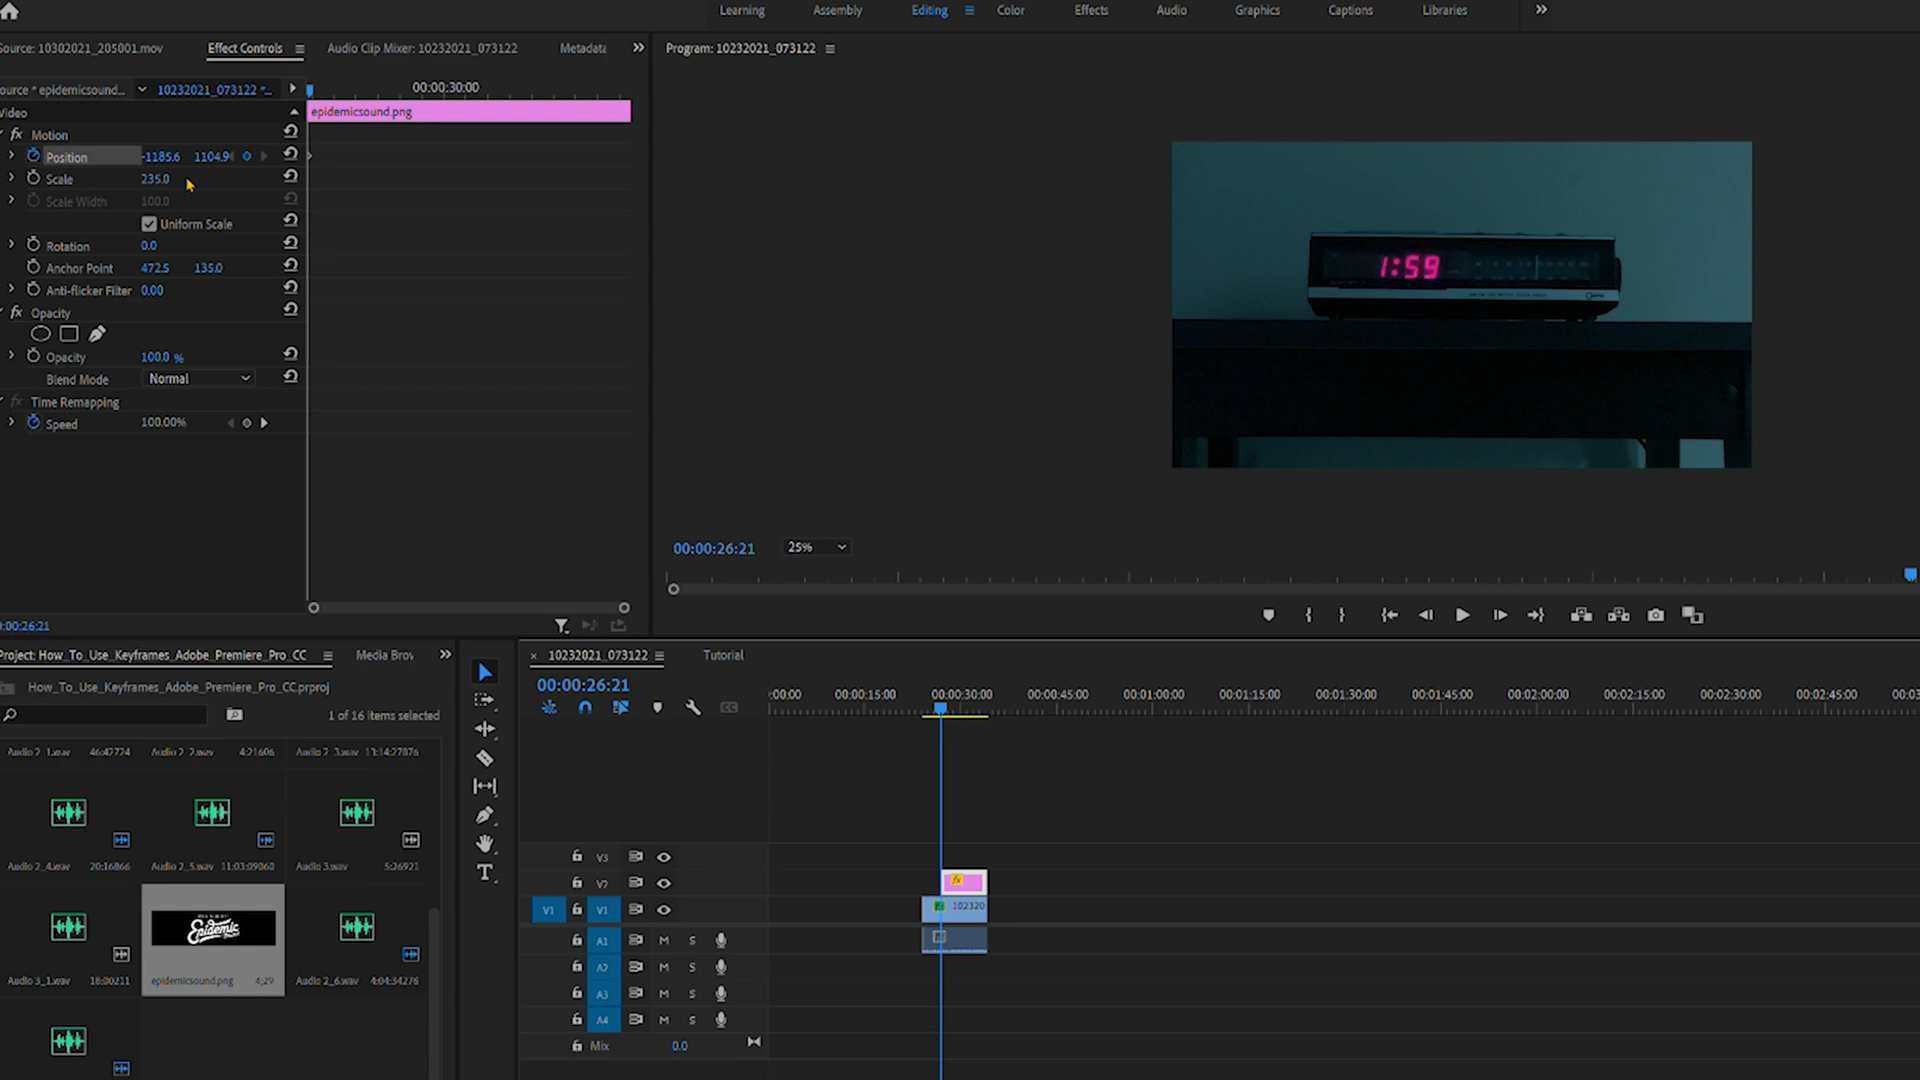 Learning Assembly Editing Color Effects Audio Graphics Captions Libraries
Source: 10302021_205001.mov Effect Controls Audio Clip Mixer: 10232021_073122 Metadata
Program: 10232021_073122
ource * epidemicsound... 10232021_073122 *... 00:00:30:00
Video epidemicsound.png
fx Motion
Position -1185.6 1104.9
Scale 235.0
Scale Width 100.0
Uniform Scale
Rotation 0.0
Anchor Point 472.5 135.0
Anti-flicker Filter 0.00
fx Opacity
Opacity 100.0 %
Blend Mode Normal
fx Time Remapping
Speed 100.00%
1:59
00:00:26:21 25%
:00:26:21
Project: How_To_Use_Keyframes_Adobe_Premiere_Pro_CC Media Brov
How_To_Use_Keyframes_Adobe_Premiere_Pro_CC.prproj
1 of 16 items selected
Audio 2_1.wav 46:42724 Audio 2_2.wav 4:21606 Audio 2_3.wav 13:14:27876
Audio 2_4.wav 20:16866 Audio 2_5.wav 11:03:09060 Audio 3.wav 5:26921
Epidemic
Audio 3_1.wav 18:00211 epidemicsound.png 4;29 Audio 2_6.wav 4:04:34276
× 10232021_073122 Tutorial
00:00:26:21
:00:00 00:00:15:00 00:00:30:00 00:00:45:00 00:01:00:00 00:01:15:00 00:01:30:00 00:01:45:00 00:02:00:00 00:02:15:00 00:02:30:00 00:02:45:00 00:03
V3
V2 fx
V1 V1 102320
A1 M S
A2 M S
A3 M S
A4 M S
Mix 0.0